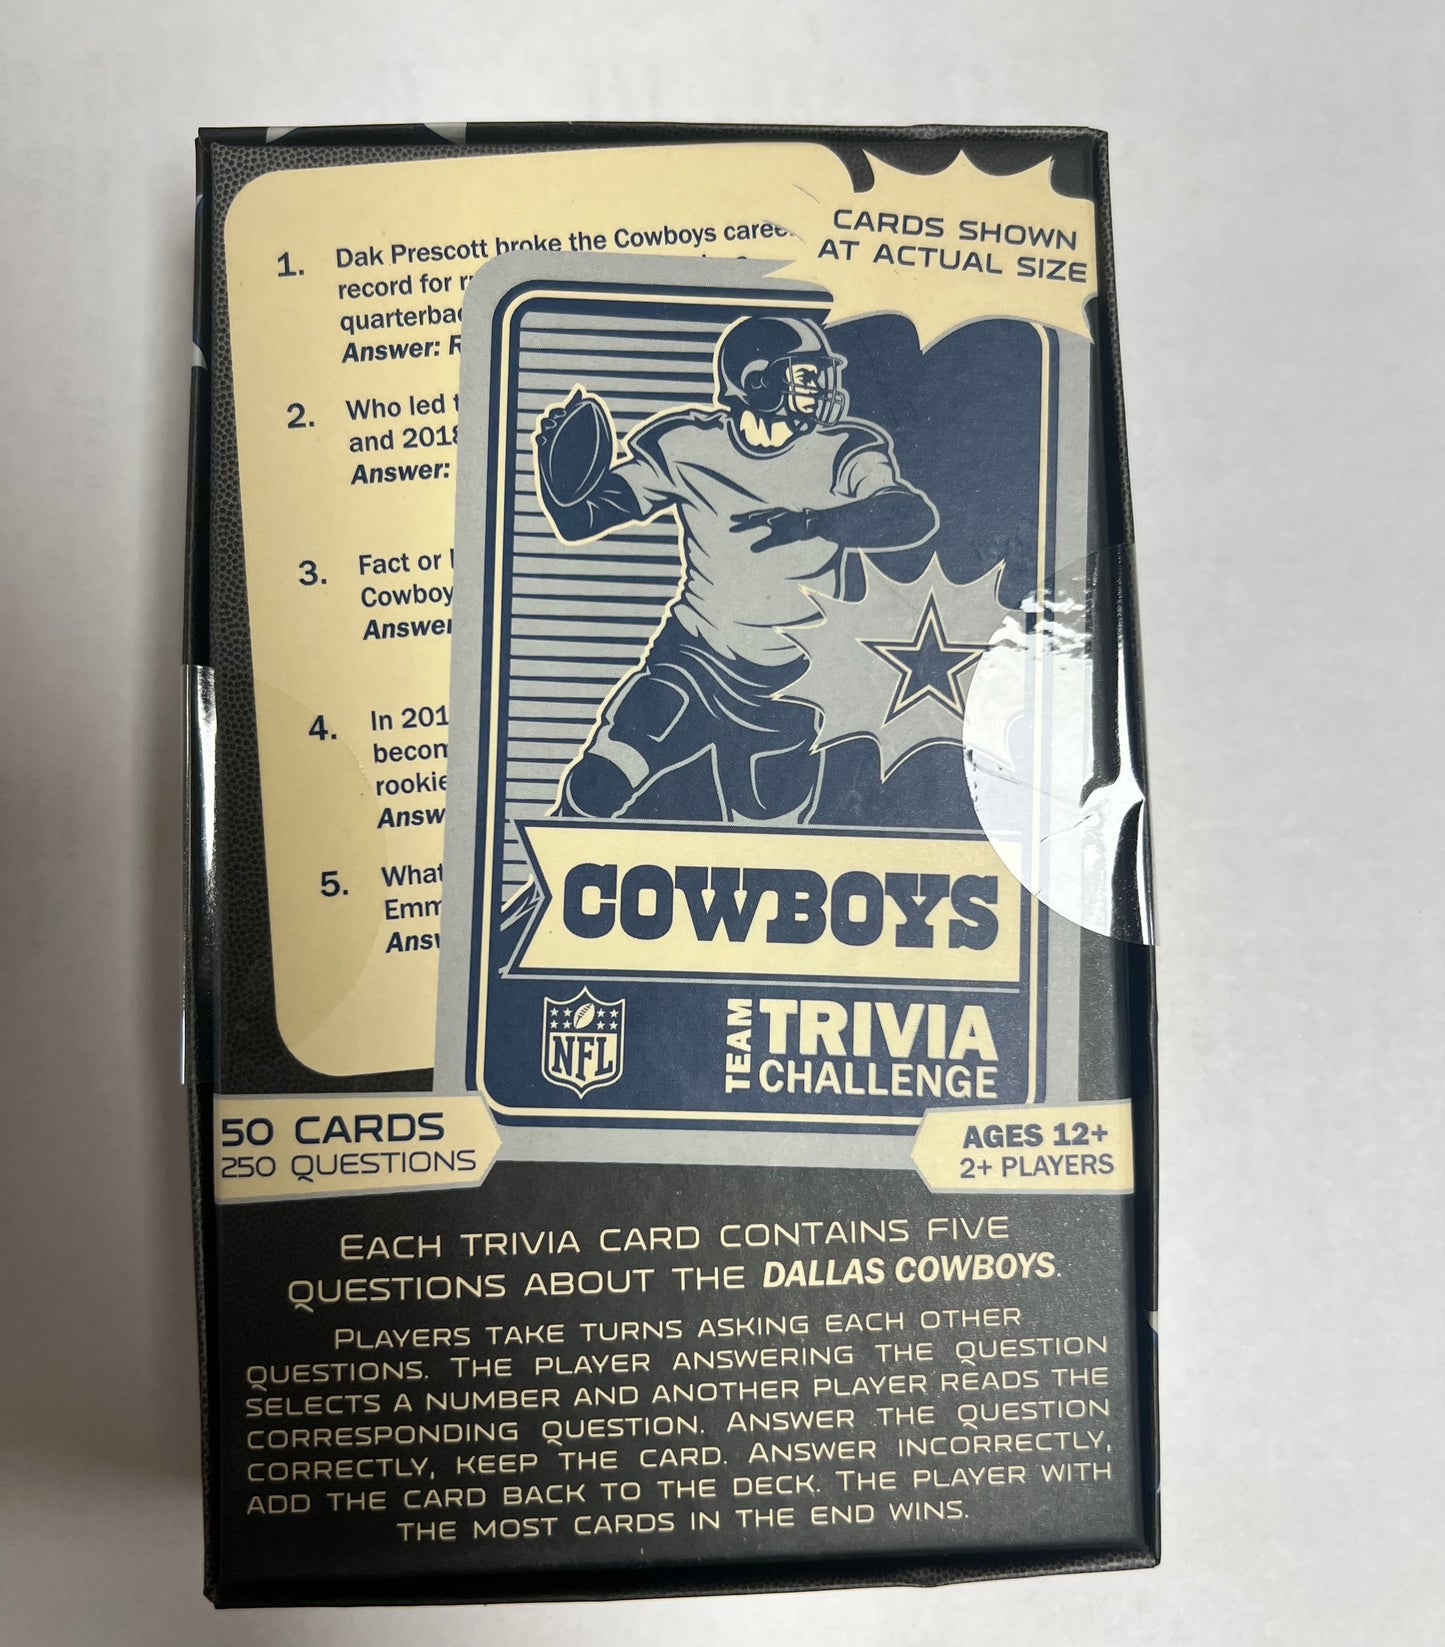 CARDS SHOWN
AT ACTUAL SIZE
1. Dak Prescott broke the Cowboys career
record for
quarterbac
Answer:
2. Who led
and 2018
Answer:
3. Fact or
Cowboy
Answer
4. In 201
becom
rookie
Answ
5. What
Emm
Answ
COWBOYS
NFL
TEAM TRIVIA
CHALLENGE
50 CARDS
250 QUESTIONS
AGES 12+
2+ PLAYERS
EACH TRIVIA CARD CONTAINS FIVE
QUESTIONS ABOUT THE DALLAS COWBOYS.
PLAYERS TAKE TURNS ASKING EACH OTHER
QUESTIONS. THE PLAYER ANSWERING THE QUESTION
SELECTS A NUMBER AND ANOTHER PLAYER READS THE
CORRESPONDING QUESTION. ANSWER THE QUESTION
CORRECTLY, KEEP THE CARD. ANSWER INCORRECTLY,
ADD THE CARD BACK TO THE DECK. THE PLAYER WITH
THE MOST CARDS IN THE END WINS.